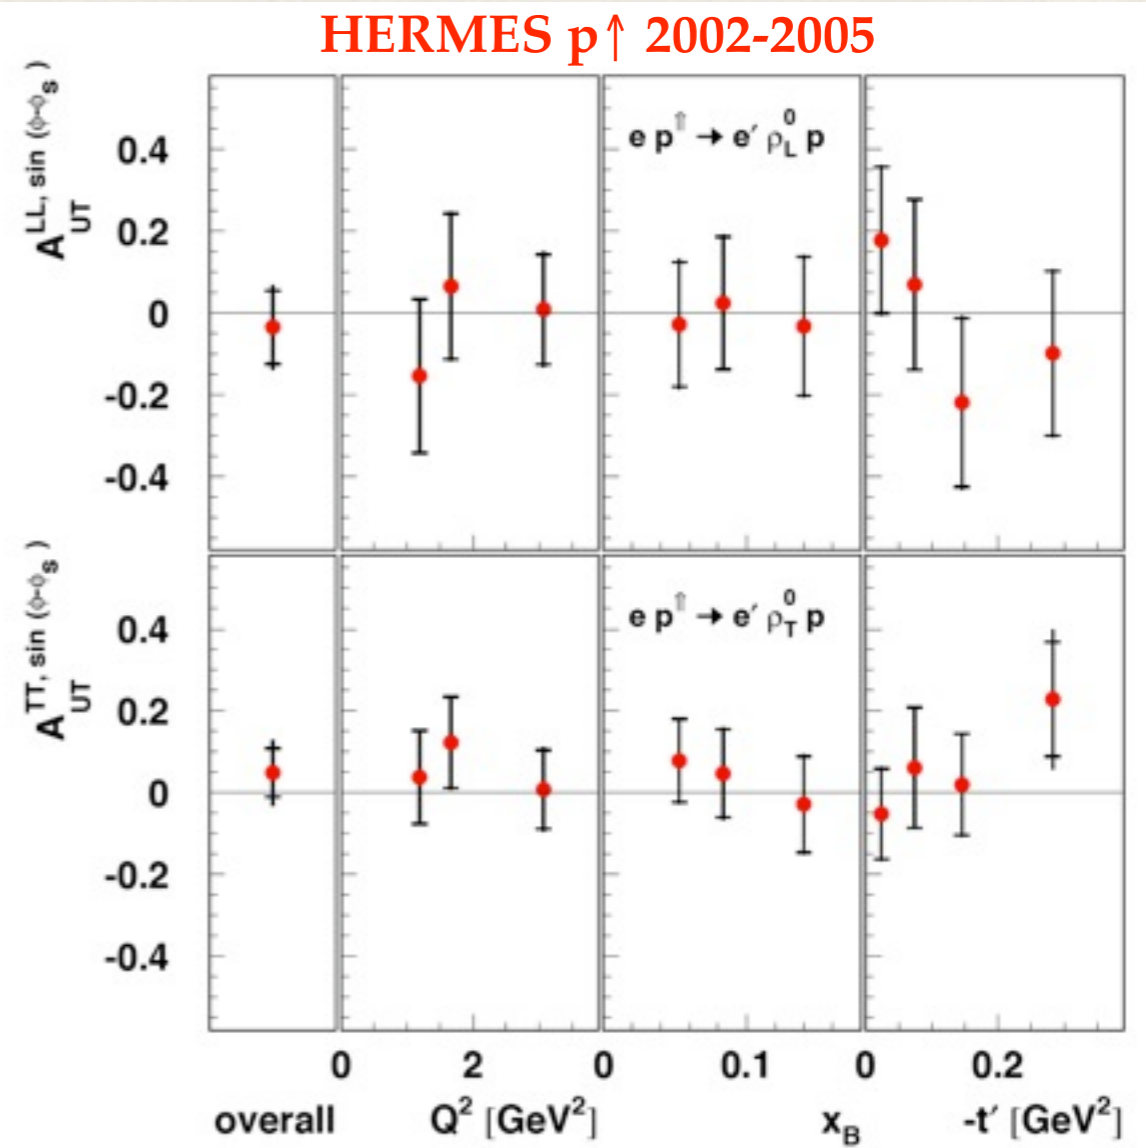 HERMES p↑ 2002-2005
A_UT^LL, sin (ϕ-ϕ_s)
0.4
0.2
0
-0.2
-0.4
e p^⇑ → e′ ρ_L^0 p
A_UT^TT, sin (ϕ-ϕ_s)
0.4
0.2
0
-0.2
-0.4
e p^⇑ → e′ ρ_T^0 p
0 2 0 0.1 0 0.2
overall Q² [GeV²] x_B -t′ [GeV²]